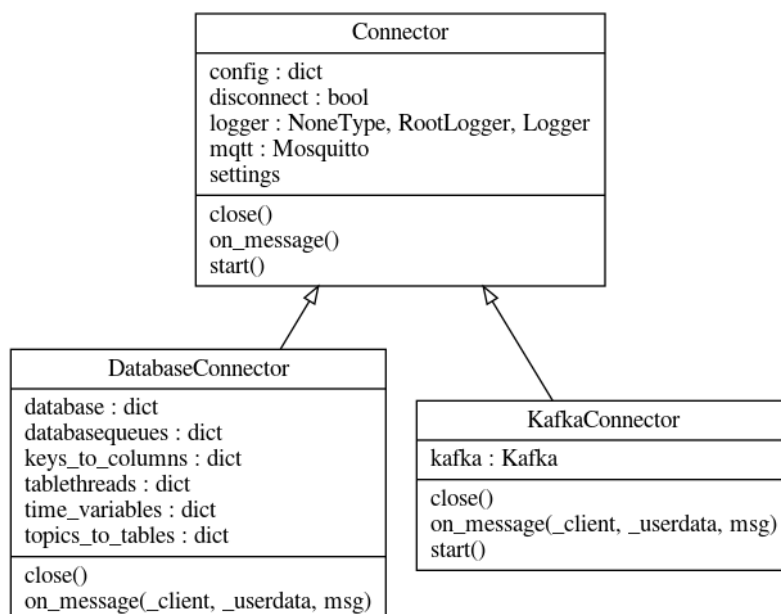 Connector
config : dict
disconnect : bool
logger : NoneType, RootLogger, Logger
mqtt : Mosquitto
settings
close()
on_message()
start()
DatabaseConnector
database : dict
databasequeues : dict
keys_to_columns : dict
tablethreads : dict
time_variables : dict
topics_to_tables : dict
close()
on_message(_client, _userdata, msg)
KafkaConnector
kafka : Kafka
close()
on_message(_client, _userdata, msg)
start()